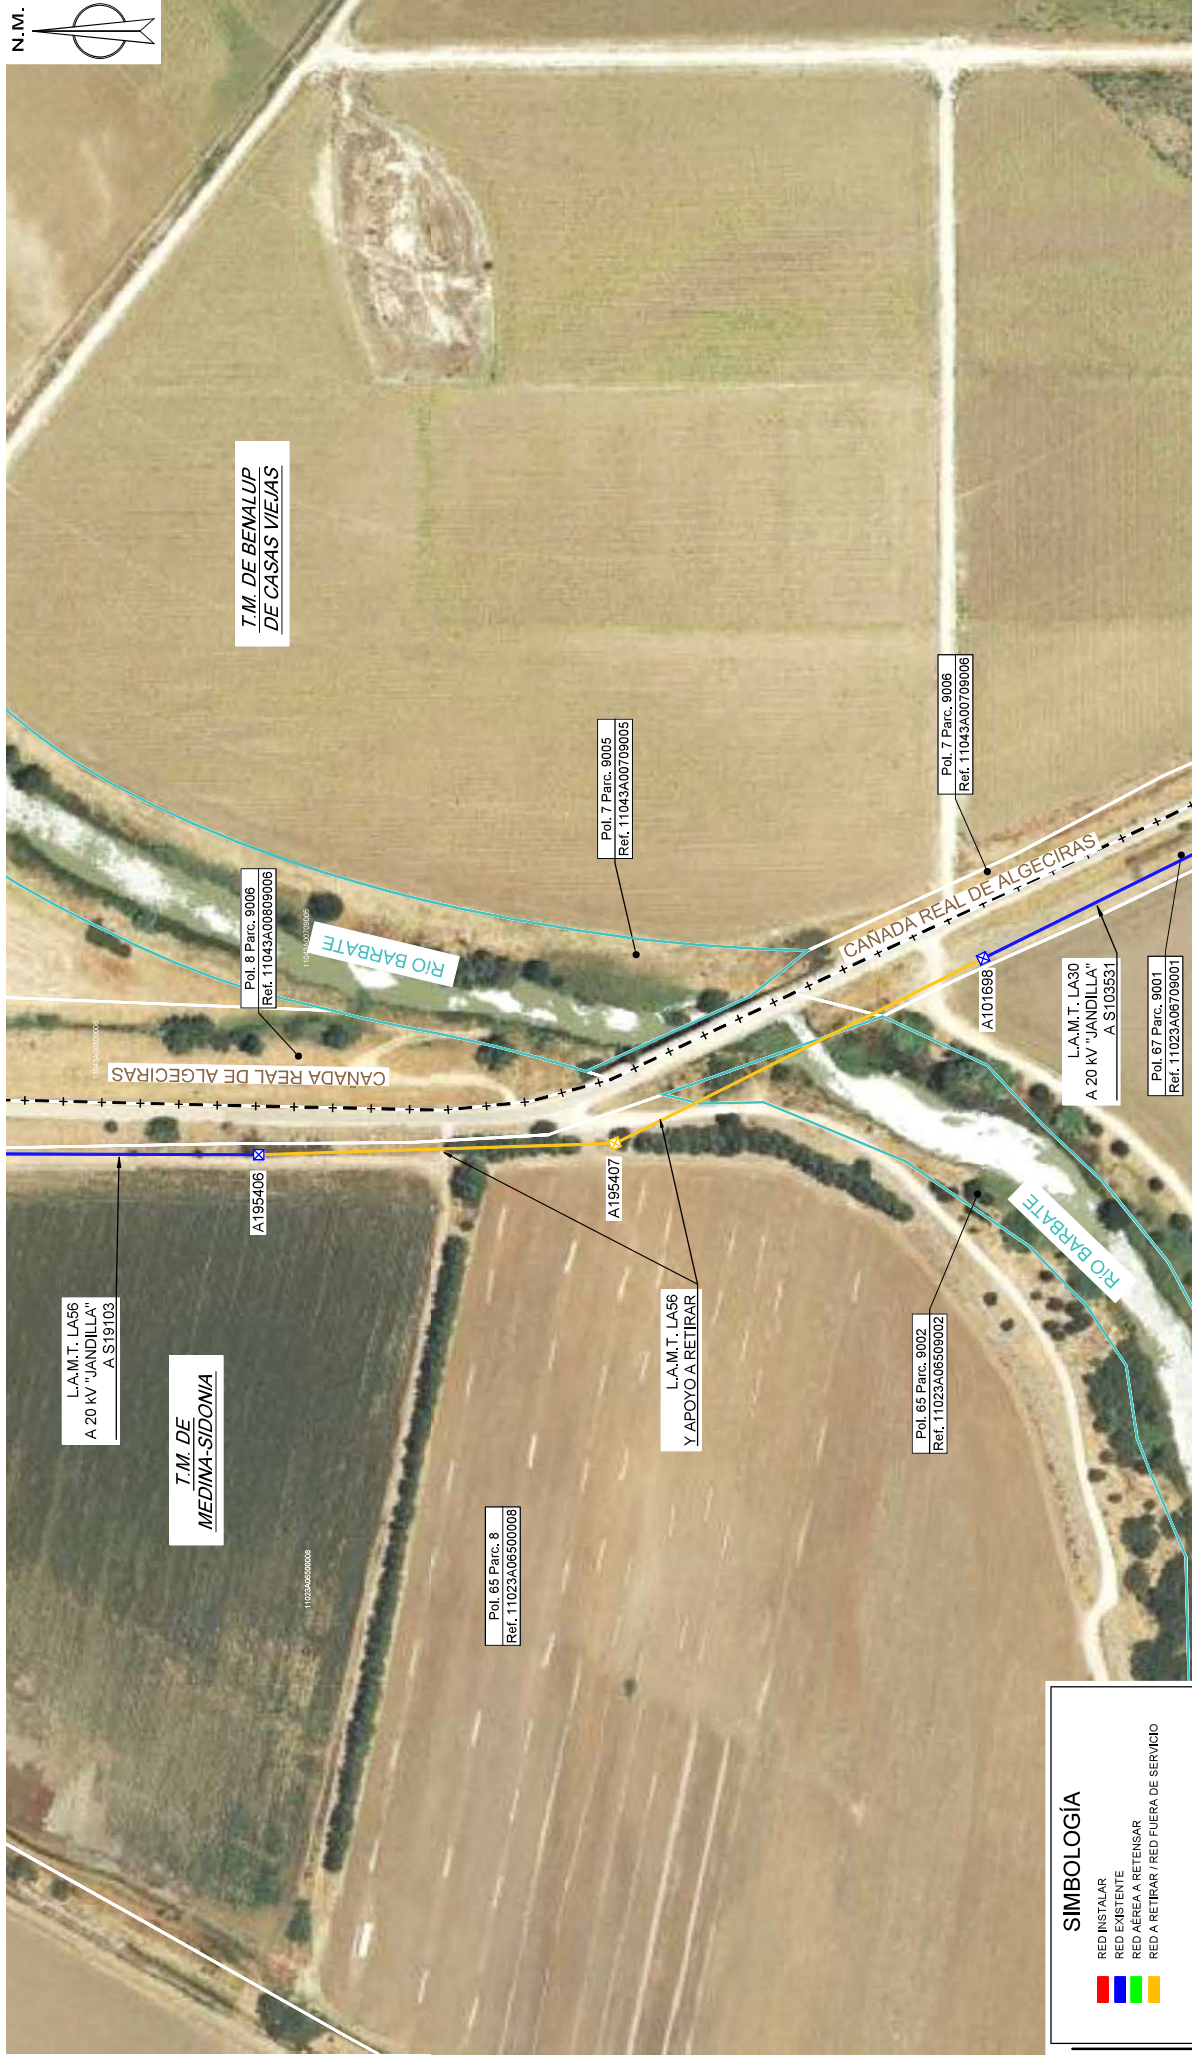 N.M.
T.M. DE BENALUP
DE CASAS VIEJAS
Pol. 7 Parc. 9005
Ref. 11043A00709005
Pol. 7 Parc. 9006
Ref. 11043A00709006
Pol. 8 Parc. 9006
Ref. 11043A00809006
11043A00709005
RÍO BARBATE
CAÑADA REAL DE ALGECIRAS
CAÑADA REAL DE ALGECIRAS
A195406
A195407
A101698
L.A.M.T. LA30
A 20 kV "JANDILLA"
A S103531
Pol. 67 Parc. 9001
Ref. 11023A06709001
RÍO BARBATE
L.A.M.T. LA56
A 20 kV "JANDILLA"
A S19103
T.M. DE
MEDINA-SIDONIA
L.A.M.T. LA56
Y APOYO A RETIRAR
Pol. 65 Parc. 9002
Ref. 11023A06509002
Pol. 65 Parc. 8
Ref. 11023A06500008
11023A06500008
SIMBOLOGÍA
RED INSTALAR
RED EXISTENTE
RED AÉREA A RETENSAR
RED A RETIRAR / RED FUERA DE SERVICIO